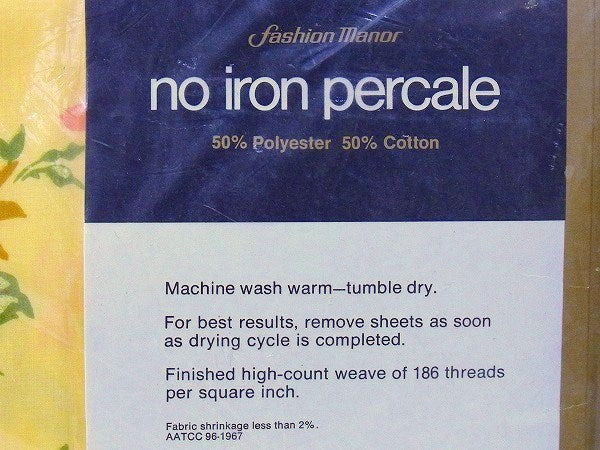 fashion manor
no iron percale
50% Polyester 50% Cotton
Machine wash warm—tumble dry.
For best results, remove sheets as soon
as drying cycle is completed.
Finished high-count weave of 186 threads
per square inch.
Fabric shrinkage less than 2%.
AATCC 96-1967